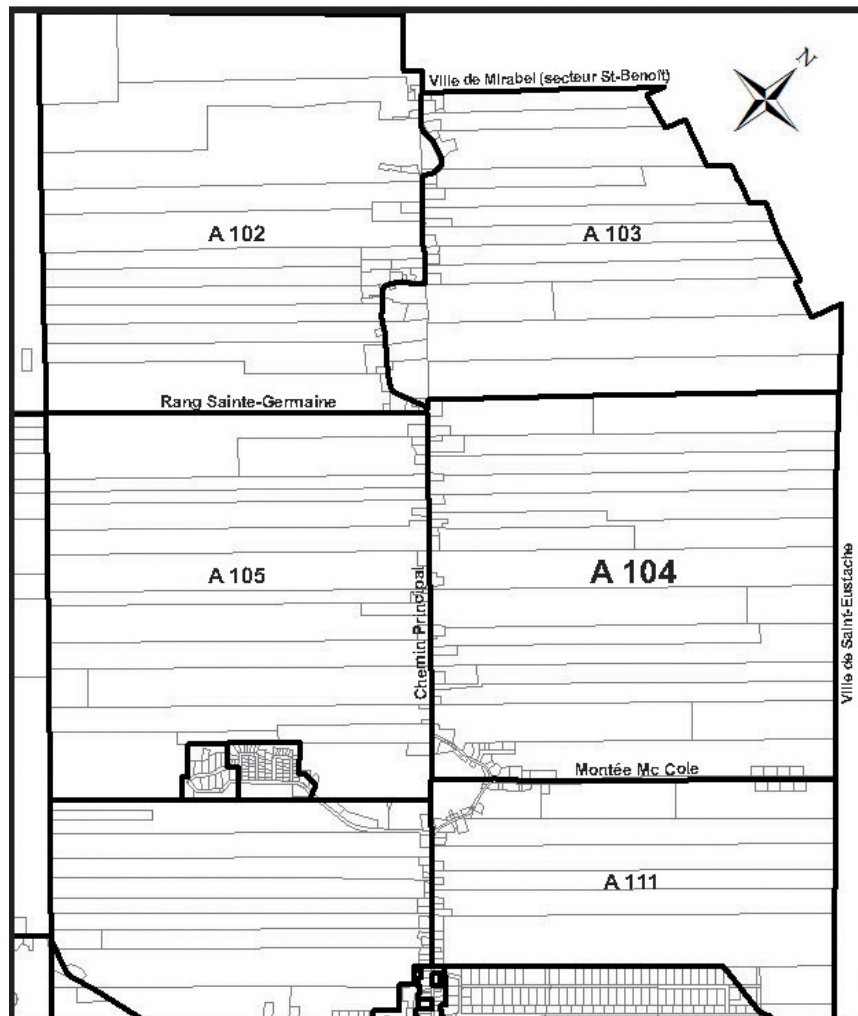 Ville de Mirabel (secteur St-Benoît)
N
A 102
A 103
Rang Sainte-Germaine
A 105
A 104
Chemin Principal
Ville de Saint-Eustache
Montée Mc Cole
A 111